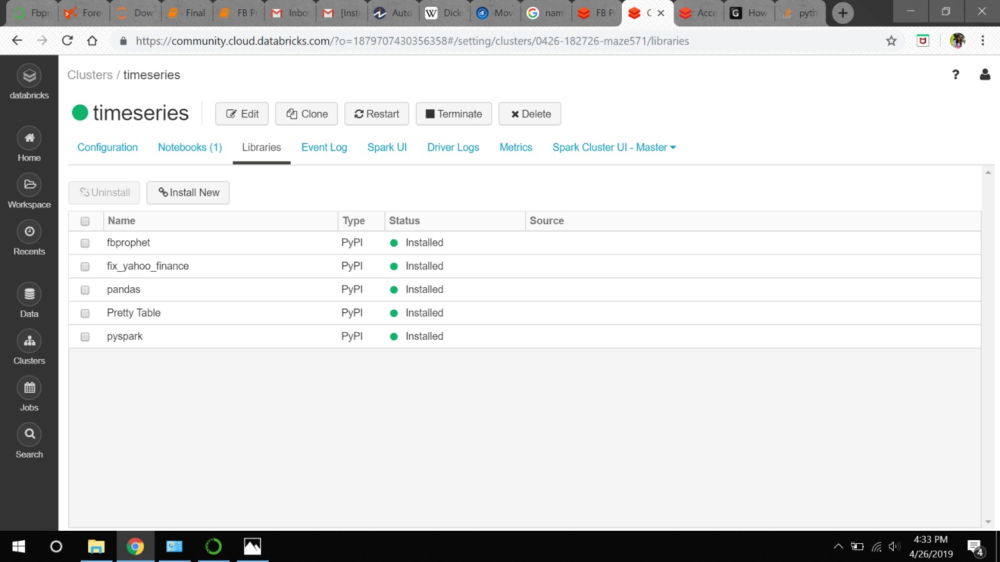 Fbpr Fore Dow Final FB P Inbo [Inst Auto Dick Mov nam FB P C Acce How pyth
https://community.cloud.databricks.com/?o=1879707430356358#/setting/clusters/0426-182726-maze571/libraries
databricks
Home
Workspace
Recents
Data
Clusters
Jobs
Search
Clusters / timeseries
timeseries Edit Clone Restart Terminate Delete
Configuration Notebooks (1) Libraries Event Log Spark UI Driver Logs Metrics Spark Cluster UI - Master
Uninstall Install New
Name Type Status Source
fbprophet PyPI Installed
fix_yahoo_finance PyPI Installed
pandas PyPI Installed
Pretty Table PyPI Installed
pyspark PyPI Installed
4:33 PM
4/26/2019
4